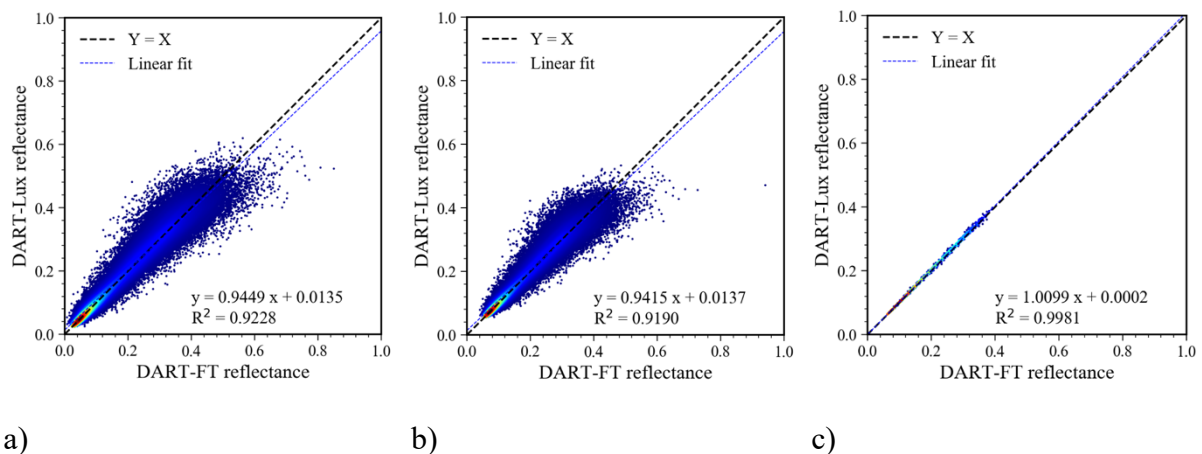 1.0
0.8
0.6
0.4
0.2
0.0
0.0 0.2 0.4 0.6 0.8 1.0
DART-Lux reflectance
DART-FT reflectance
Y = X
Linear fit
y = 0.9449 x + 0.0135
R² = 0.9228
a)
1.0
0.8
0.6
0.4
0.2
0.0
0.0 0.2 0.4 0.6 0.8 1.0
DART-Lux reflectance
DART-FT reflectance
Y = X
Linear fit
y = 0.9415 x + 0.0137
R² = 0.9190
b)
1.0
0.8
0.6
0.4
0.2
0.0
0.0 0.2 0.4 0.6 0.8 1.0
DART-Lux reflectance
DART-FT reflectance
Y = X
Linear fit
y = 1.0099 x + 0.0002
R² = 0.9981
c)